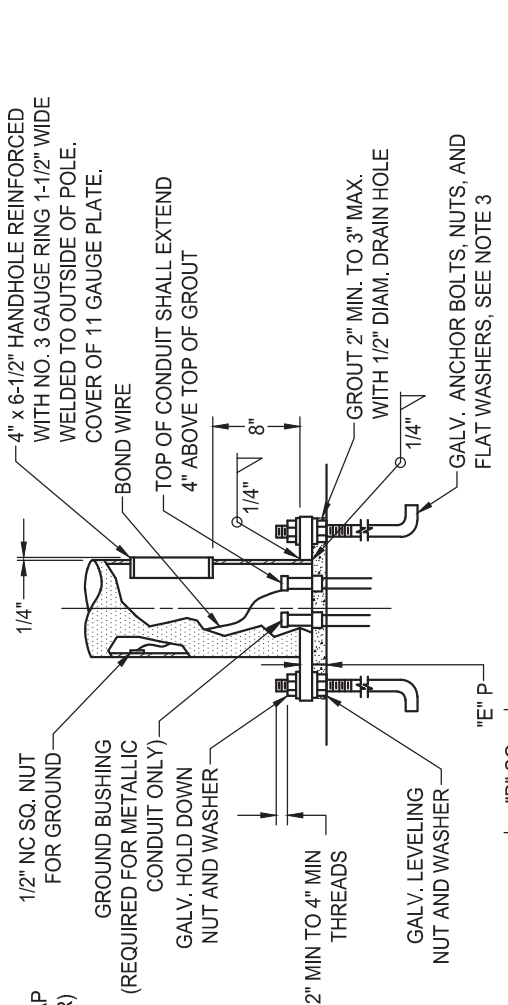 4" x 6-1/2" HANDHOLE REINFORCED
WITH NO. 3 GAUGE RING 1-1/2" WIDE
WELDED TO OUTSIDE OF POLE.
COVER OF 11 GAUGE PLATE.
BOND WIRE
TOP OF CONDUIT SHALL EXTEND
4" ABOVE TOP OF GROUT
8"
1/4"
GROUT 2" MIN. TO 3" MAX.
WITH 1/2" DIAM. DRAIN HOLE
1/4"
GALV. ANCHOR BOLTS, NUTS, AND
FLAT WASHERS, SEE NOTE 3
1/4"
1/2" NC SQ. NUT
FOR GROUND
GROUND BUSHING
(REQUIRED FOR METALLIC
CONDUIT ONLY)
GALV. HOLD DOWN
NUT AND WASHER
2" MIN TO 4" MIN
THREADS
GALV. LEVELING
NUT AND WASHER
"E" P